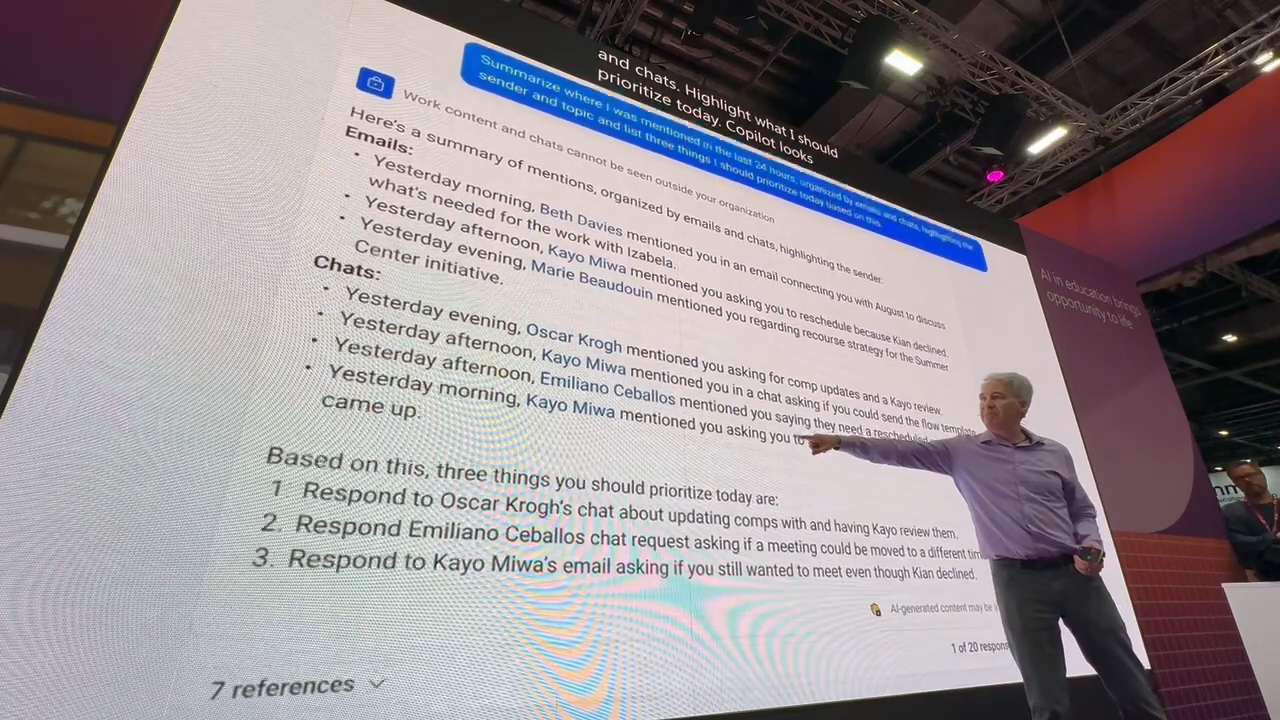 and chats. Highlight what I should
prioritize today. Copilot looks
Summarize where I was mentioned in the last 24 hours, organized by emails and chats, highlighting the
sender and topic and list three things I should prioritize today based on this.
Work content and chats cannot be seen outside your organization
Here's a summary of mentions, organized by emails and chats, highlighting the sender:
Emails:
• Yesterday morning, Beth Davies mentioned you in an email connecting you with August to discuss
what's needed for the work with Izabela.
• Yesterday afternoon, Kayo Miwa mentioned you asking you to reschedule because Kian declined.
• Yesterday evening, Marie Beaudouin mentioned you regarding recourse strategy for the Summer
Center initiative.
Chats:
• Yesterday evening, Oscar Krogh mentioned you asking for comp updates and a Kayo review.
• Yesterday afternoon, Kayo Miwa mentioned you in a chat asking if you could send the flow template
• Yesterday afternoon, Emiliano Ceballos mentioned you saying they need a rescheduled
• Yesterday morning, Kayo Miwa mentioned you asking you to
came up.
Based on this, three things you should prioritize today are:
1. Respond to Oscar Krogh's chat about updating comps with and having Kayo review them.
2. Respond Emiliano Ceballos chat request asking if a meeting could be moved to a different tim
3. Respond to Kayo Miwa's email asking if you still wanted to meet even though Kian declined.
AI-generated content may be
1 of 20 respons
7 references
AI in education brings
opportunity to life